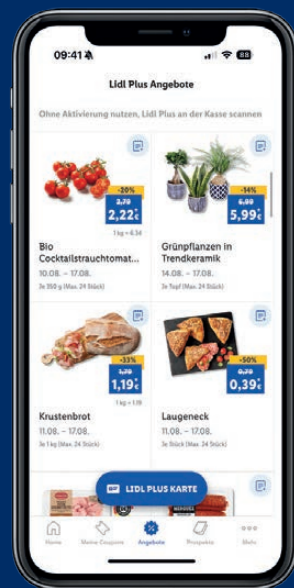 09:41
88
Lidl Plus Angebote
Ohne Aktivierung nutzen, Lidl Plus an der Kasse scannen
-20%
2,79
2,22€
1 kg = 6.34
Bio
Cocktailstrauchtomat...
10.08. – 17.08.
Je 350 g (Max. 24 Stück)
-14%
6,99
5,99€
Grünpflanzen in
Trendkeramik
14.08. – 17.08.
Je Topf (Max. 24 Stück)
-33%
1,79
1,19€
1 kg = 1.19
Krustenbrot
11.08. – 17.08.
Je 1 kg (Max. 24 Stück)
-50%
0,79
0,39€
Laugeneck
11.08. – 17.08.
Je Stück (Max. 24 Stück)
LIDL PLUS KARTE
Home
Meine Coupons
Angebote
Prospekte
Mehr